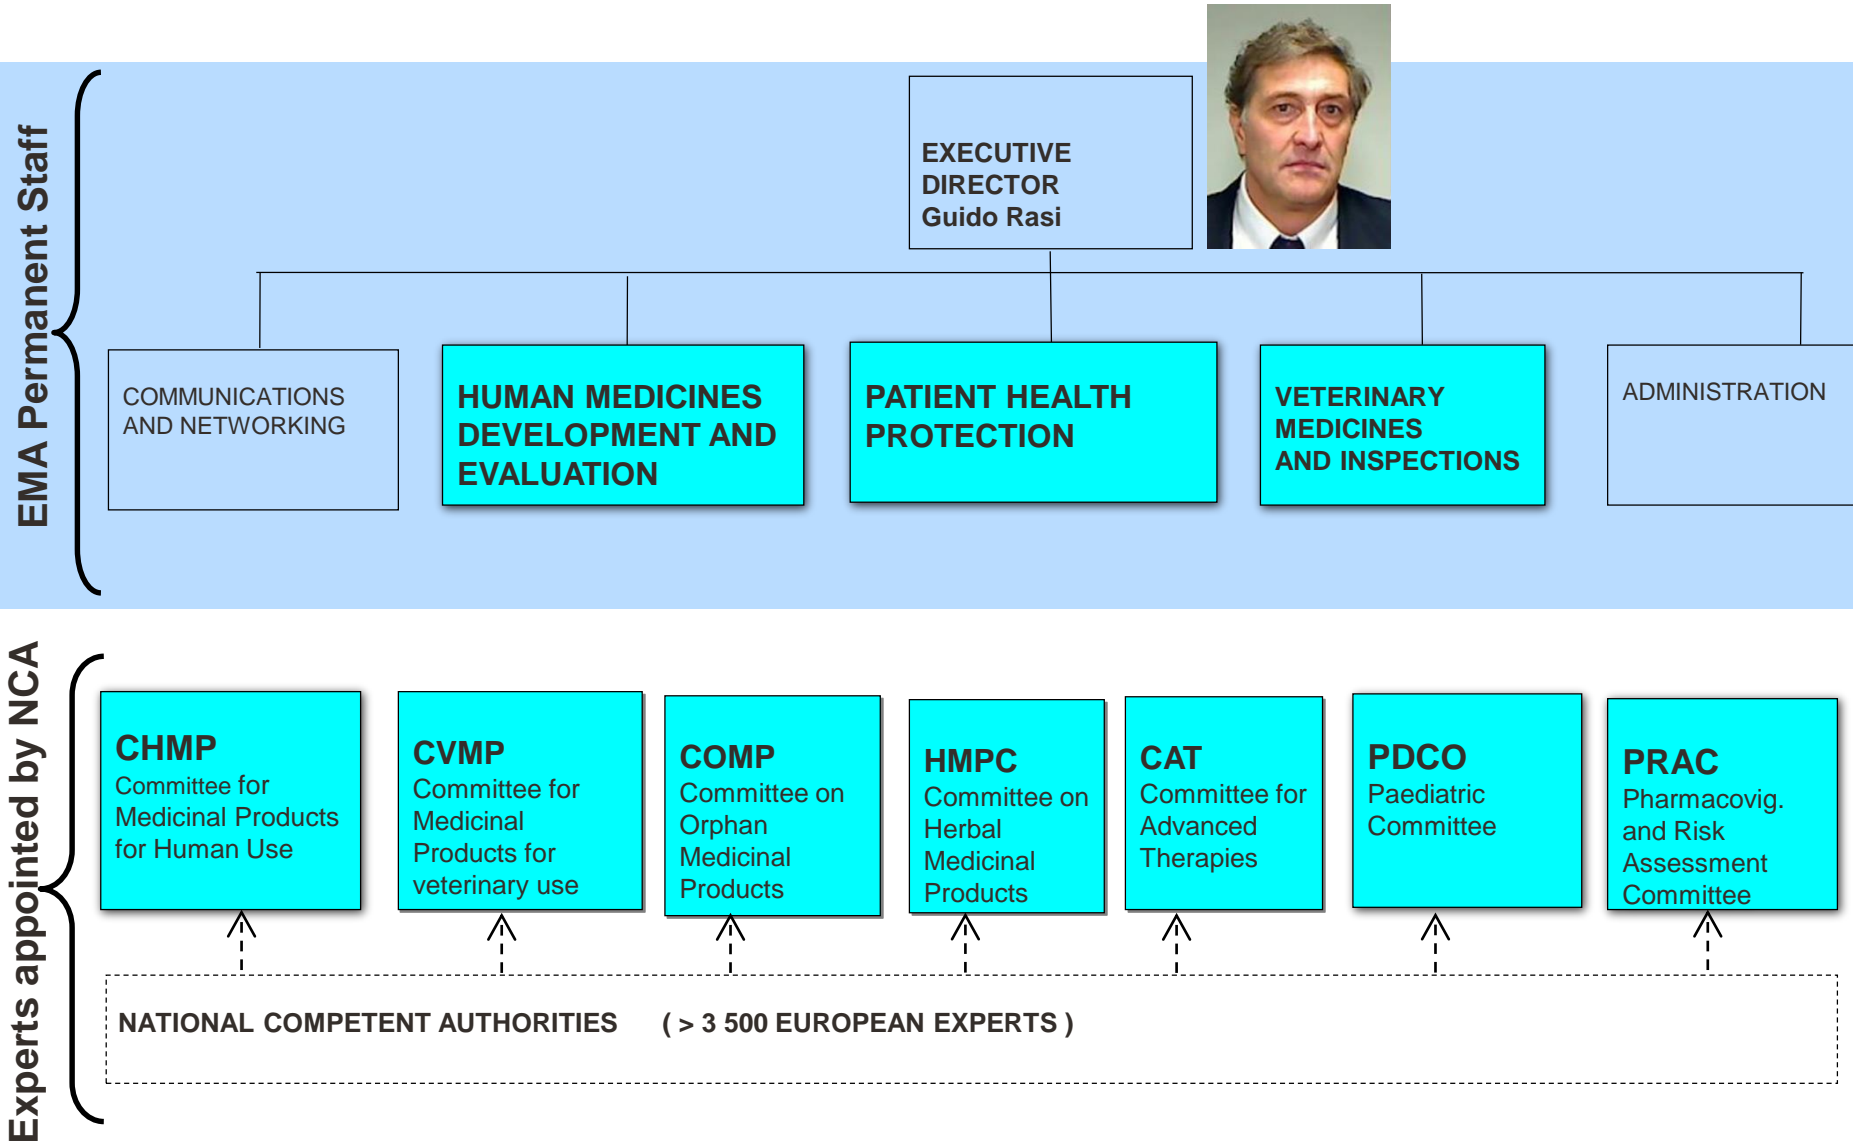 EMA Permanent Staff
EXECUTIVE
DIRECTOR
Guido Rasi
COMMUNICATIONS
AND NETWORKING
HUMAN MEDICINES
DEVELOPMENT AND
EVALUATION
PATIENT HEALTH
PROTECTION
VETERINARY
MEDICINES
AND INSPECTIONS
ADMINISTRATION
Experts appointed by NCA
CHMP
Committee for
Medicinal Products
for Human Use
CVMP
Committee for
Medicinal
Products for
veterinary use
COMP
Committee on
Orphan
Medicinal
Products
HMPC
Committee on
Herbal
Medicinal
Products
CAT
Committee for
Advanced
Therapies
PDCO
Paediatric
Committee
PRAC
Pharmacovig.
and Risk
Assessment
Committee
NATIONAL COMPETENT AUTHORITIES ( > 3 500 EUROPEAN EXPERTS )